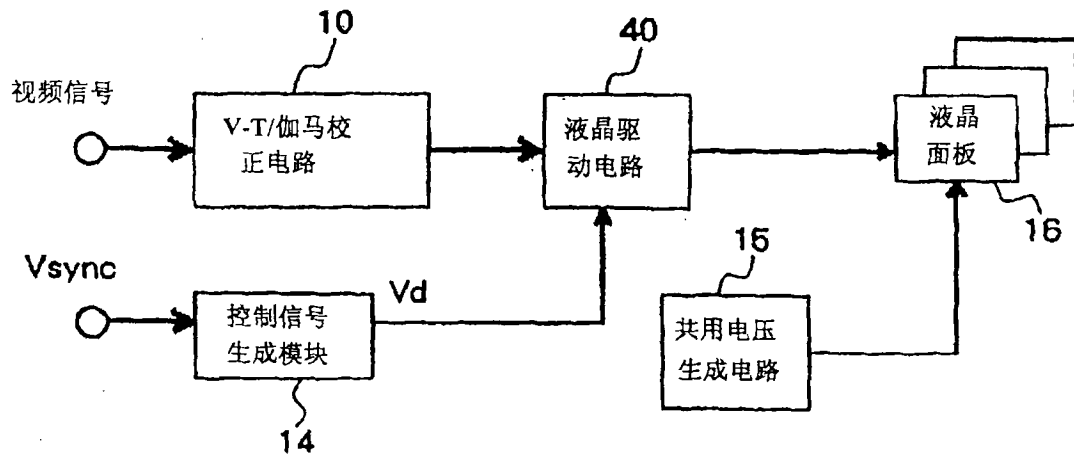 10
40
视频信号
V-T/伽马校
正电路
液晶驱
动电路
液晶
面板
16
Vsync
Vd
15
控制信号
生成模块
共用电压
生成电路
14